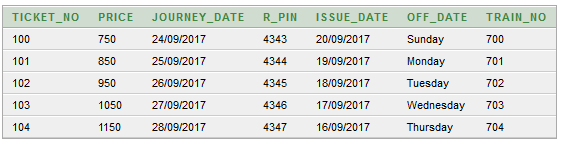 TICKET_NO PRICE JOURNEY_DATE R_PIN ISSUE_DATE OFF_DATE TRAIN_NO
100 750 24/09/2017 4343 20/09/2017 Sunday 700
101 850 25/09/2017 4344 19/09/2017 Monday 701
102 950 26/09/2017 4345 18/09/2017 Tuesday 702
103 1050 27/09/2017 4346 17/09/2017 Wednesday 703
104 1150 28/09/2017 4347 16/09/2017 Thursday 704